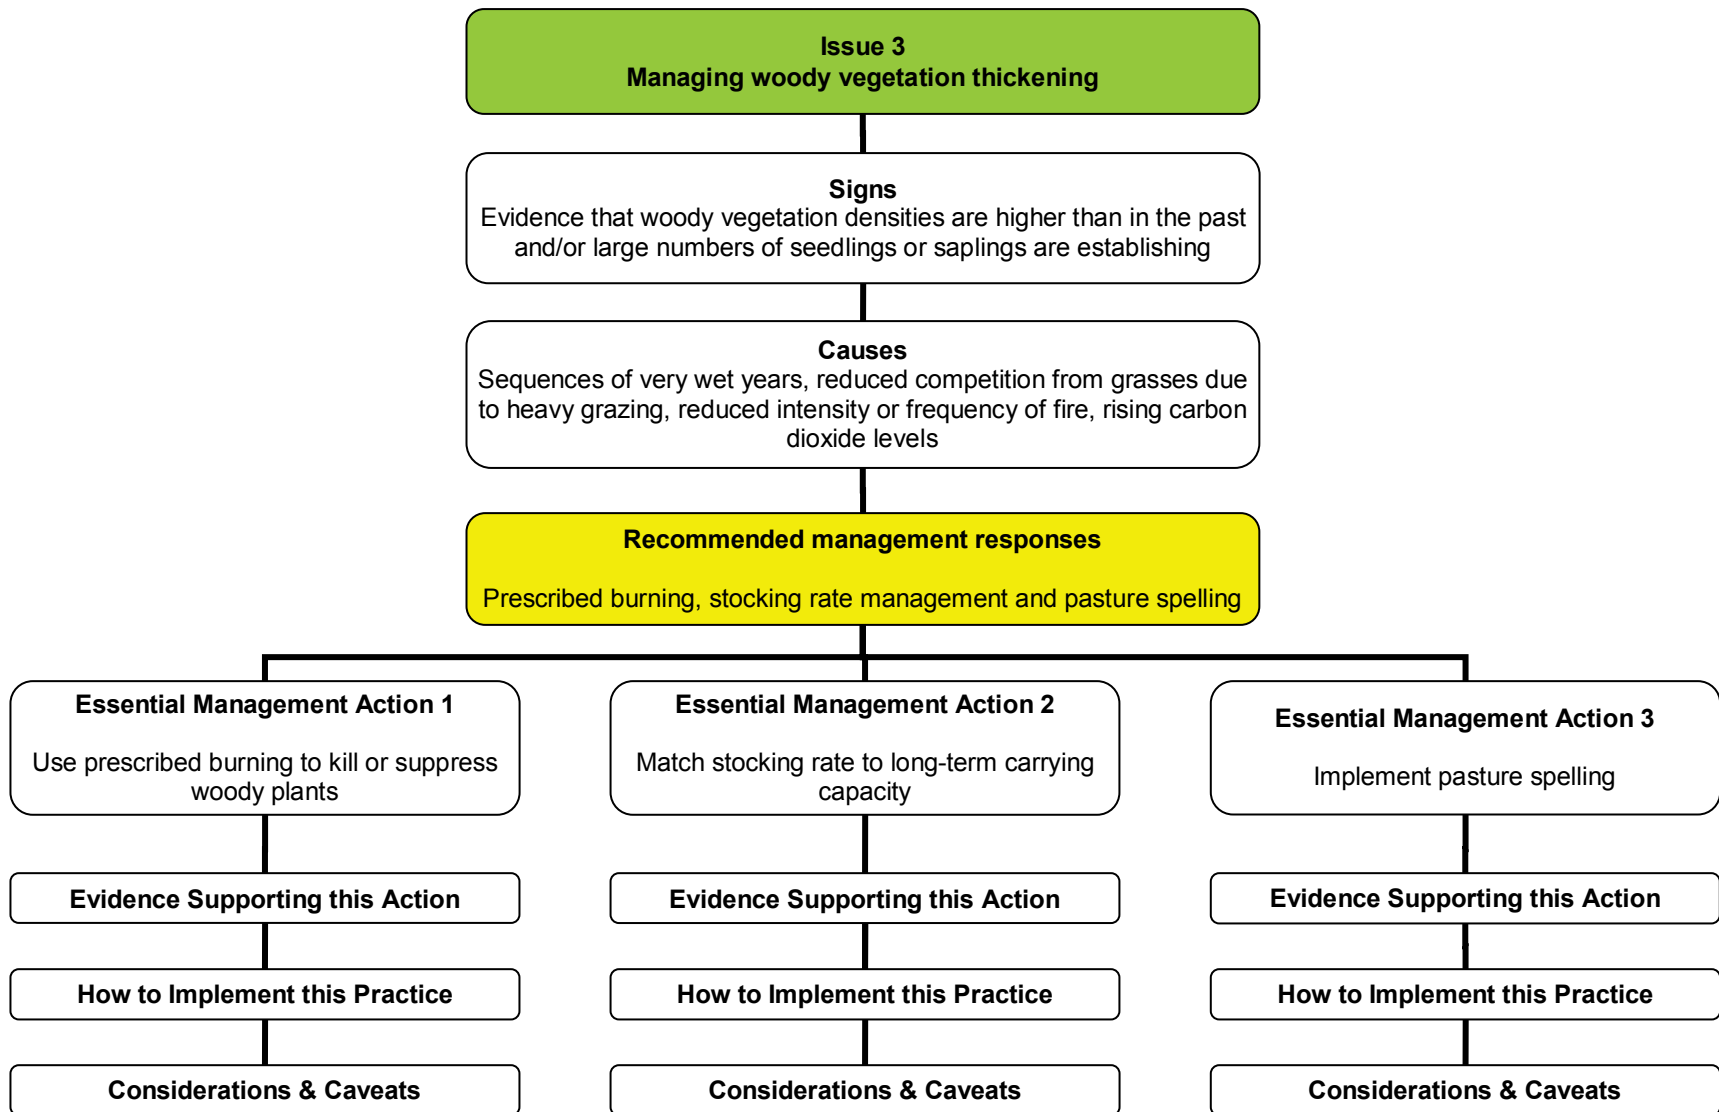 Issue 3
Managing woody vegetation thickening
Signs
Evidence that woody vegetation densities are higher than in the past
and/or large numbers of seedlings or saplings are establishing
Causes
Sequences of very wet years, reduced competition from grasses due
to heavy grazing, reduced intensity or frequency of fire, rising carbon
dioxide levels
Recommended management responses
Prescribed burning, stocking rate management and pasture spelling
Essential Management Action 1
Use prescribed burning to kill or suppress
woody plants
Evidence Supporting this Action
How to Implement this Practice
Considerations & Caveats
Essential Management Action 2
Match stocking rate to long-term carrying
capacity
Evidence Supporting this Action
How to Implement this Practice
Considerations & Caveats
Essential Management Action 3
Implement pasture spelling
Evidence Supporting this Action
How to Implement this Practice
Considerations & Caveats